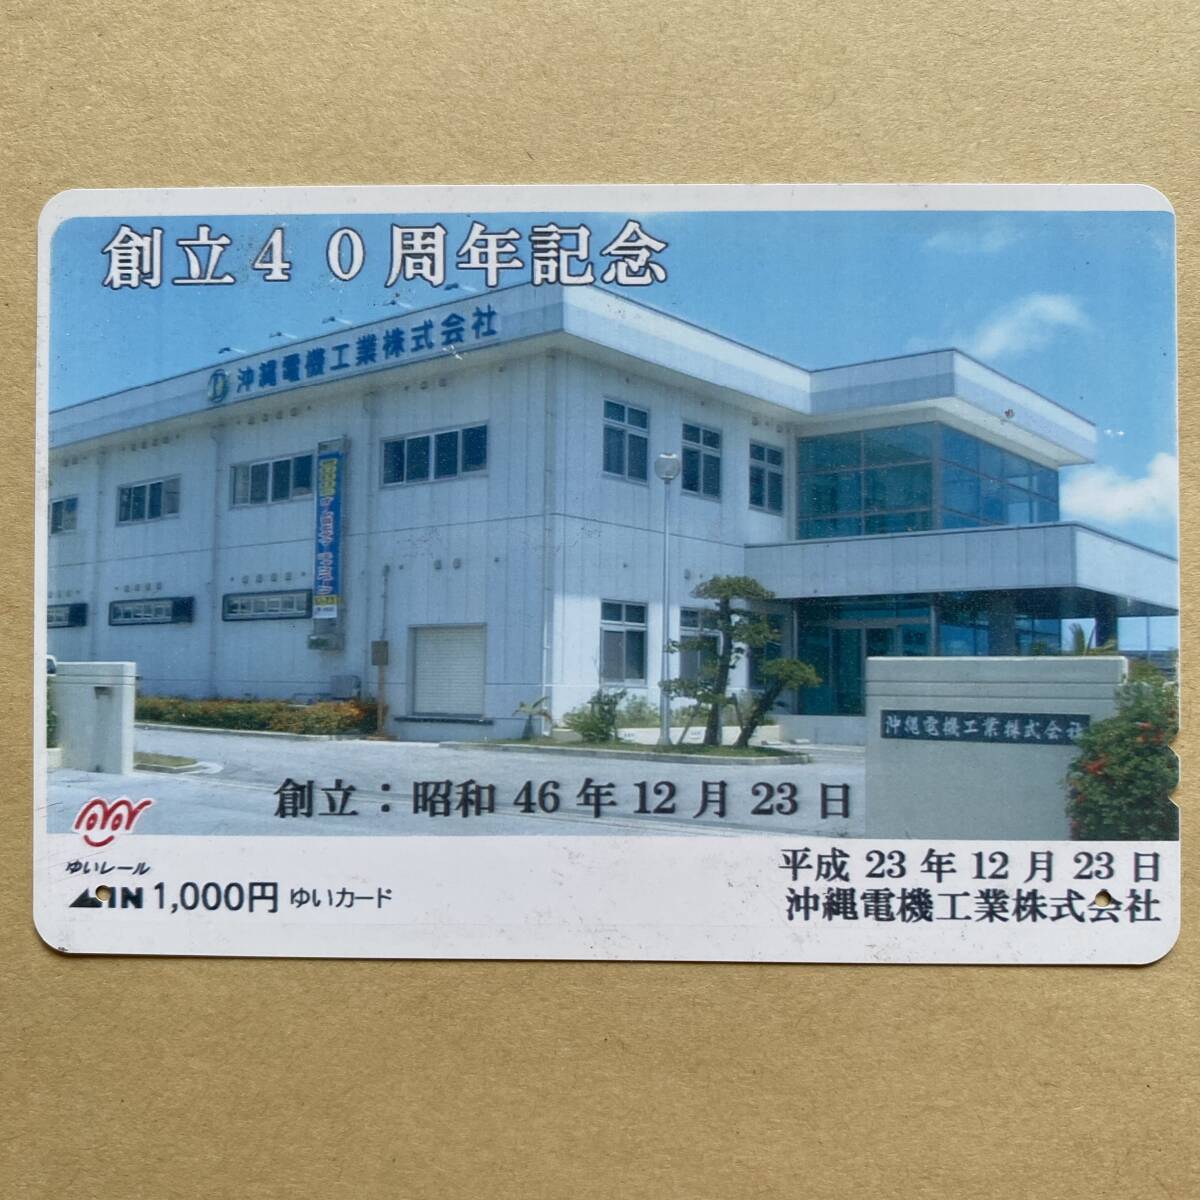 創立４０周年記念
沖縄電機工業株式会社
沖縄電機工業株式会社
創立：昭和 46 年 12 月 23 日
ゆいレール
IN 1,000円 ゆいカード
平成 23 年 12 月 23 日
沖縄電機工業株式会社